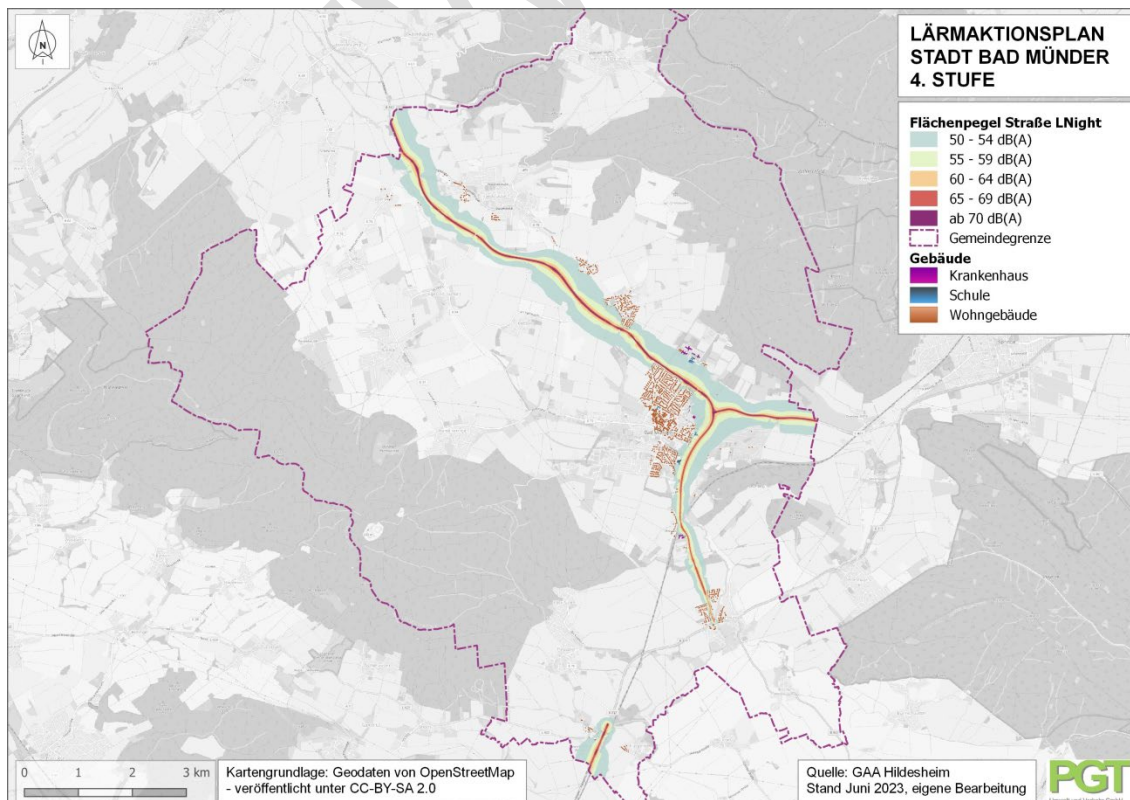 N
LÄRMAKTIONSPLAN
STADT BAD MÜNDER
4. STUFE
Flächenpegel Straße LNight
50 - 54 dB(A)
55 - 59 dB(A)
60 - 64 dB(A)
65 - 69 dB(A)
ab 70 dB(A)
Gemeindegrenze
Gebäude
Krankenhaus
Schule
Wohngebäude
0 1 2 3 km
Kartengrundlage: Geodaten von OpenStreetMap
- veröffentlicht unter CC-BY-SA 2.0
Quelle: GAA Hildesheim
Stand Juni 2023, eigene Bearbeitung
PGT